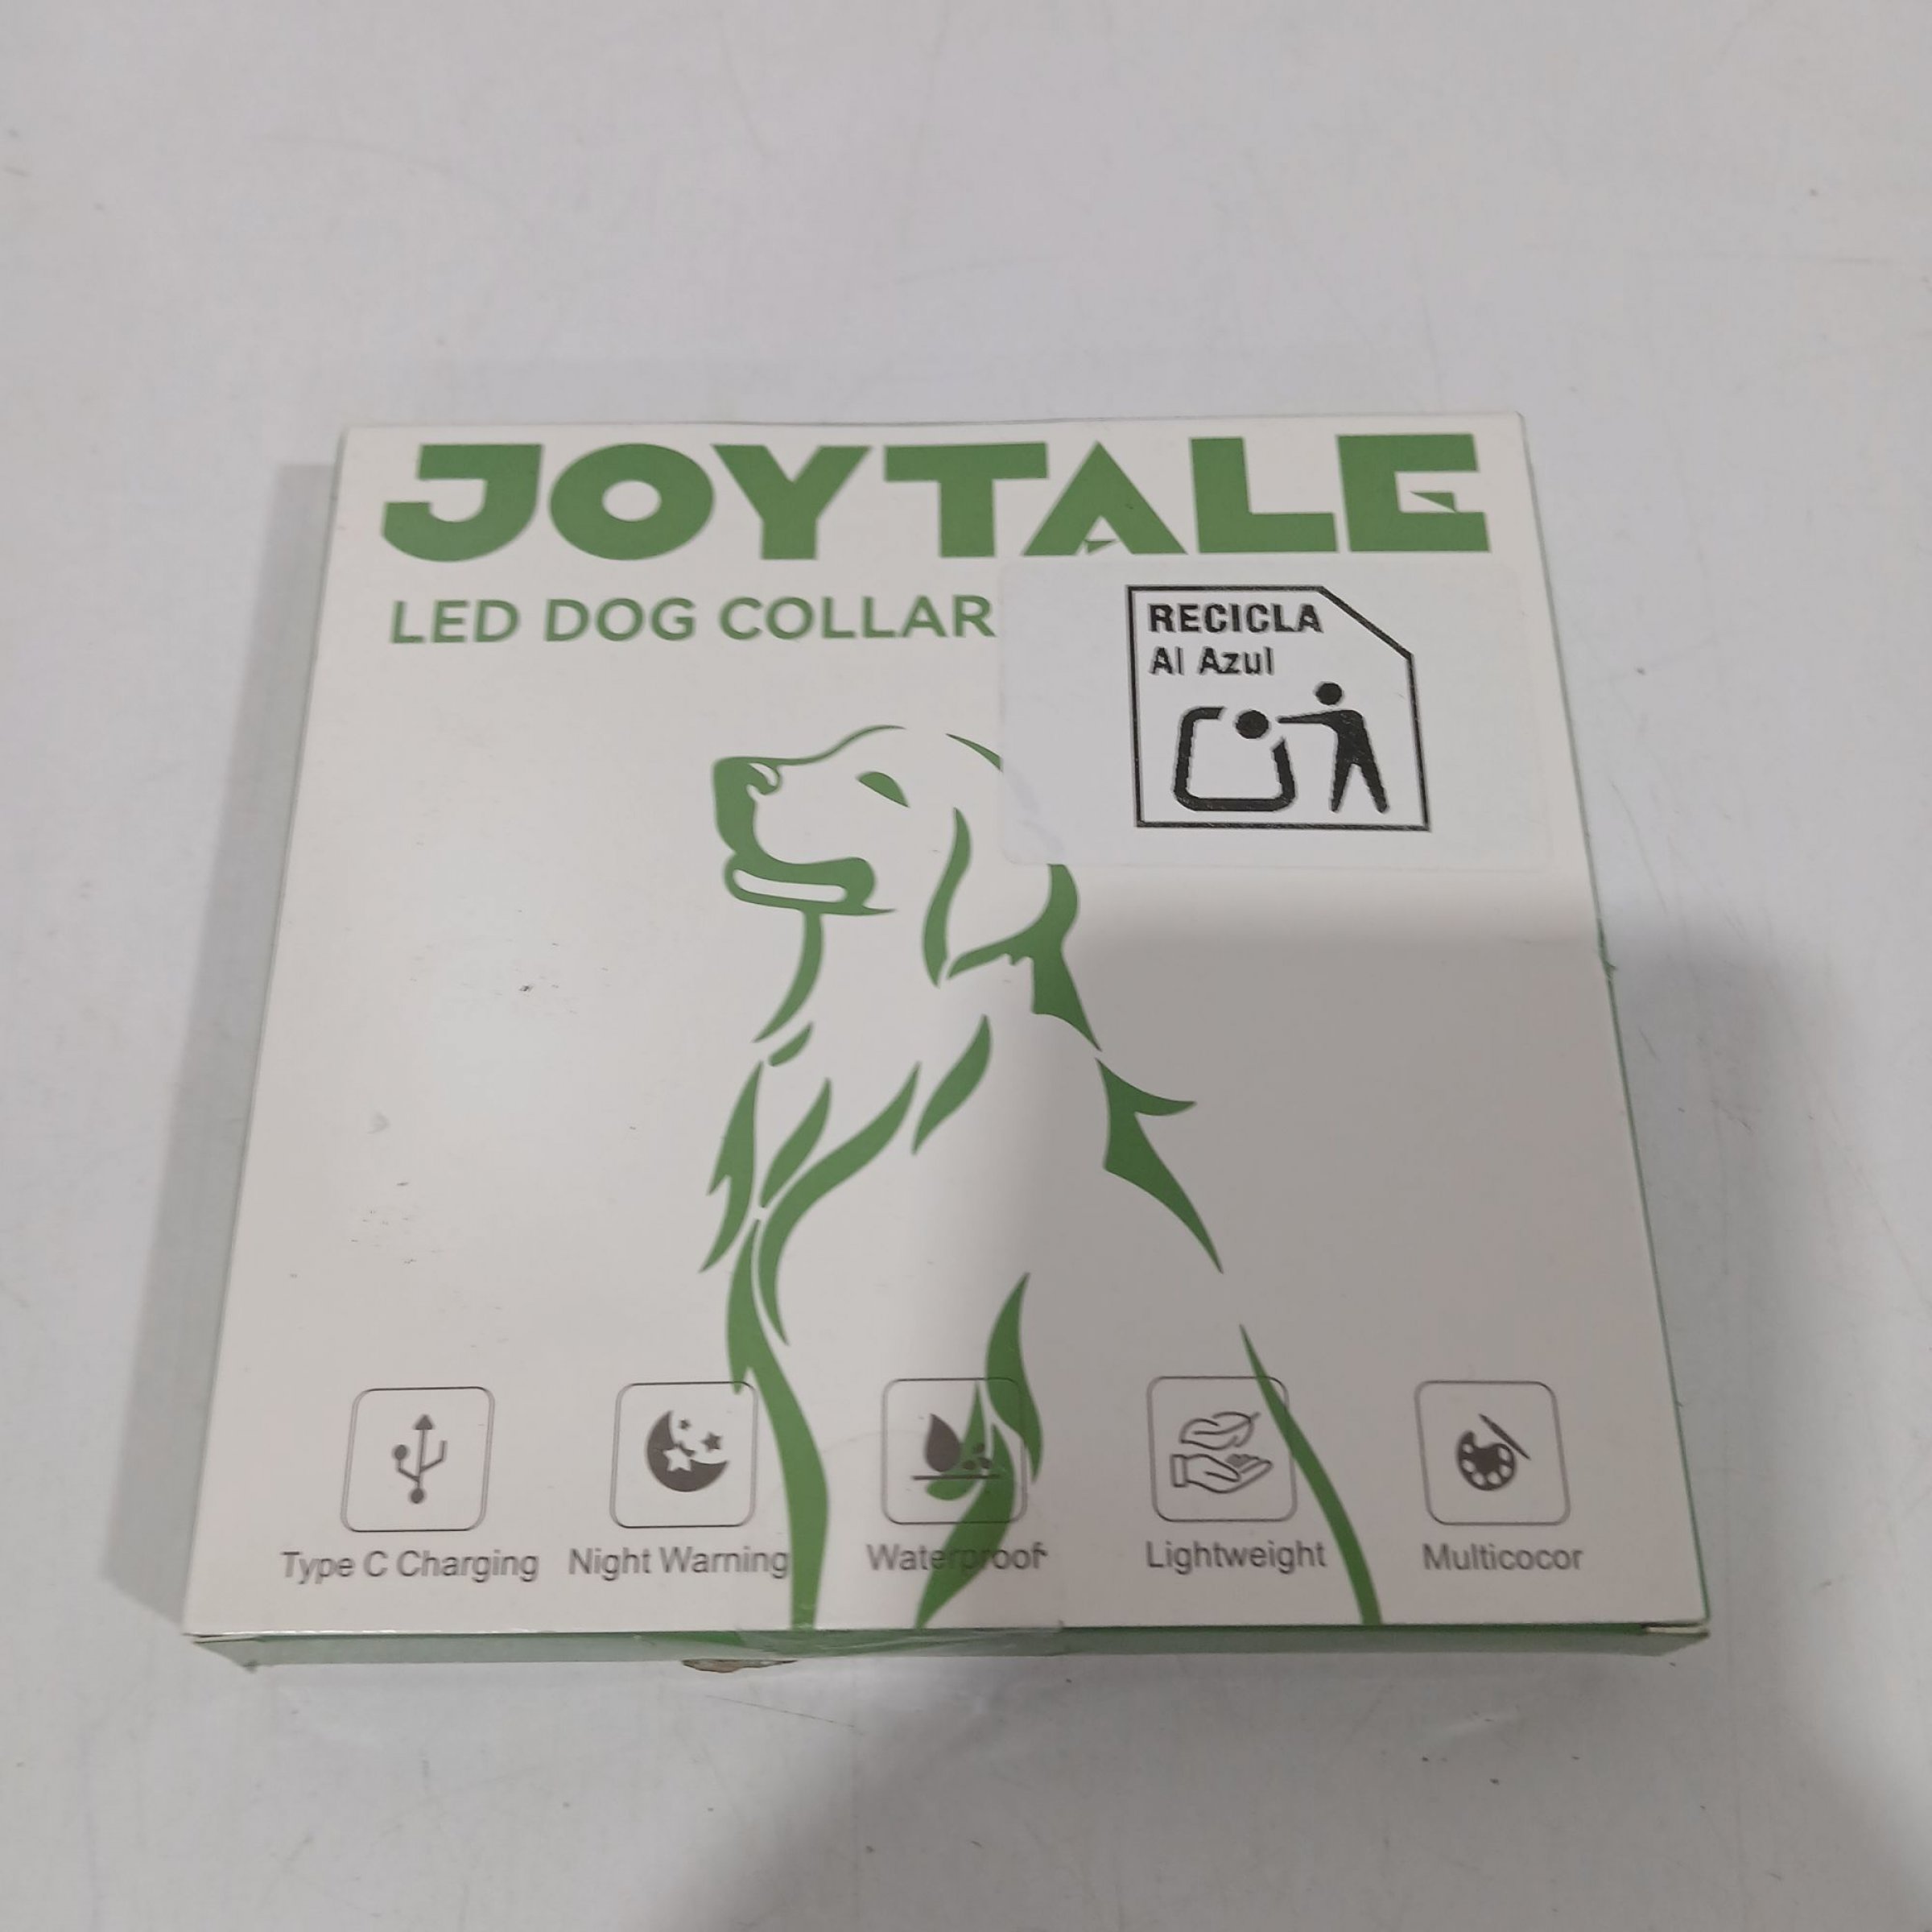 JOYTALE
LED DOG COLLAR
RECICLA
Al Azul
Type C Charging
Night Warning
Waterproof
Lightweight
Multicocor